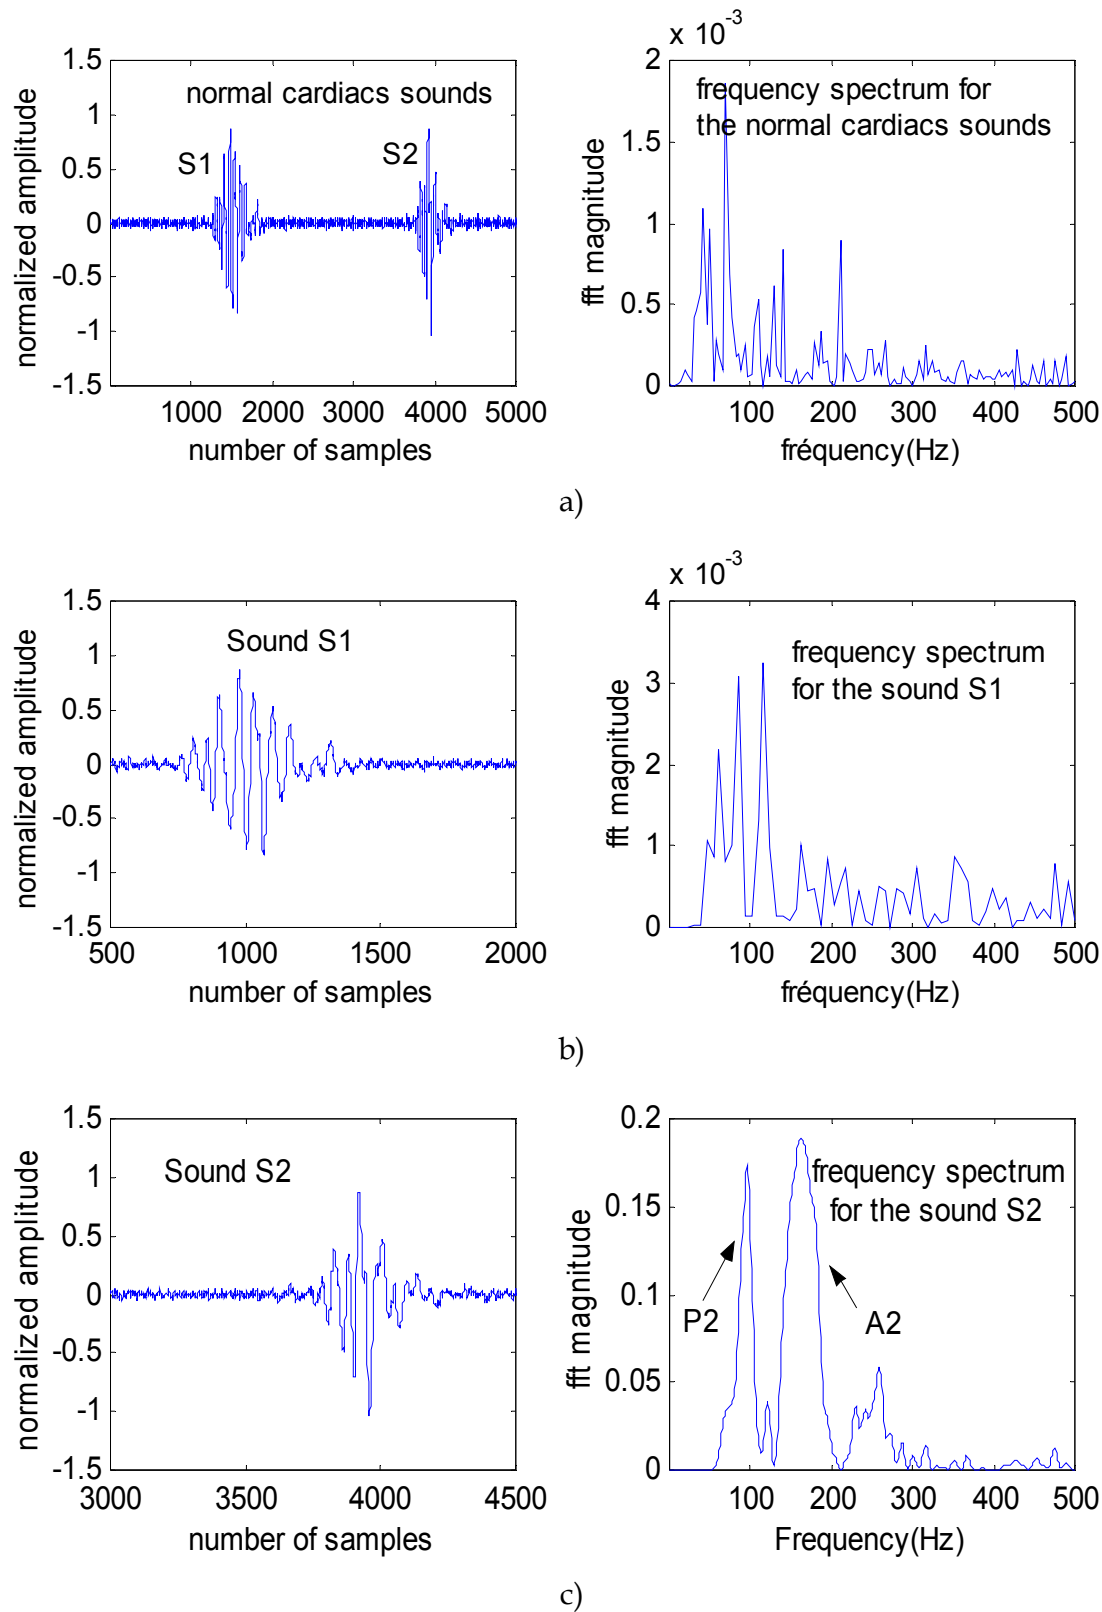 x 10-3
1.5
1
0.5
0
-0.5
-1
-1.5
normalized amplitude
normal cardiacs sounds
S1
S2
1000 2000 3000 4000 5000
number of samples
2
1.5
1
0.5
0
fft magnitude
frequency spectrum for
the normal cardiacs sounds
100 200 300 400 500
fréquency(Hz)
a)
1.5
1
0.5
0
-0.5
-1
-1.5
normalized amplitude
Sound S1
500 1000 1500 2000
number of samples
x 10-3
4
3
2
1
0
fft magnitude
frequency spectrum
for the sound S1
100 200 300 400 500
fréquency(Hz)
b)
1.5
1
0.5
0
-0.5
-1
-1.5
normalized amplitude
Sound S2
3000 3500 4000 4500
number of samples
0.2
0.15
0.1
0.05
0
fft magnitude
frequency spectrum
for the sound S2
P2
A2
100 200 300 400 500
Frequency(Hz)
c)